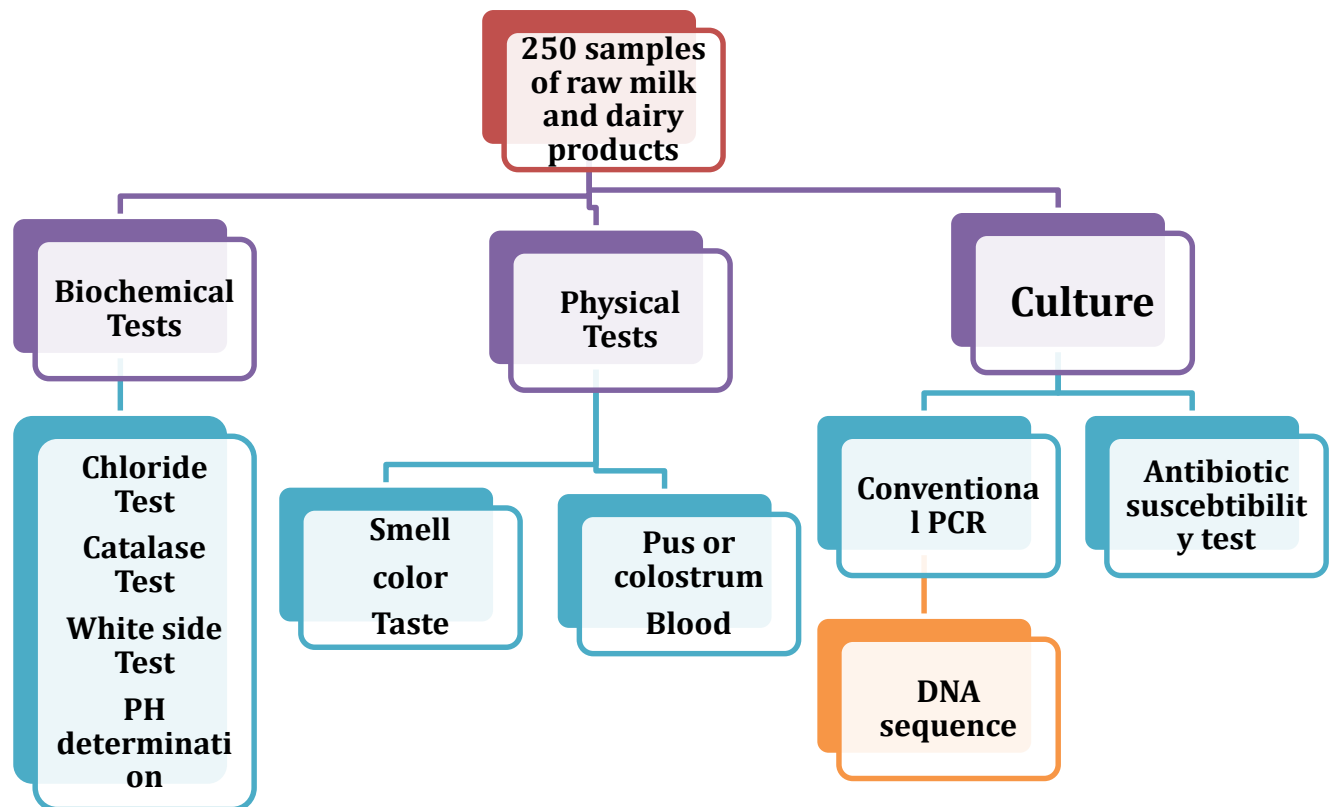 250 samples
of raw milk
and dairy
products
Biochemical
Tests
Physical
Tests
Culture
Chloride
Test
Catalase
Test
White side
Test
PH
determinati
on
Smell
color
Taste
Pus or
colostrum
Blood
Conventiona
l PCR
Antibiotic
suscebtibilit
y test
DNA
sequence